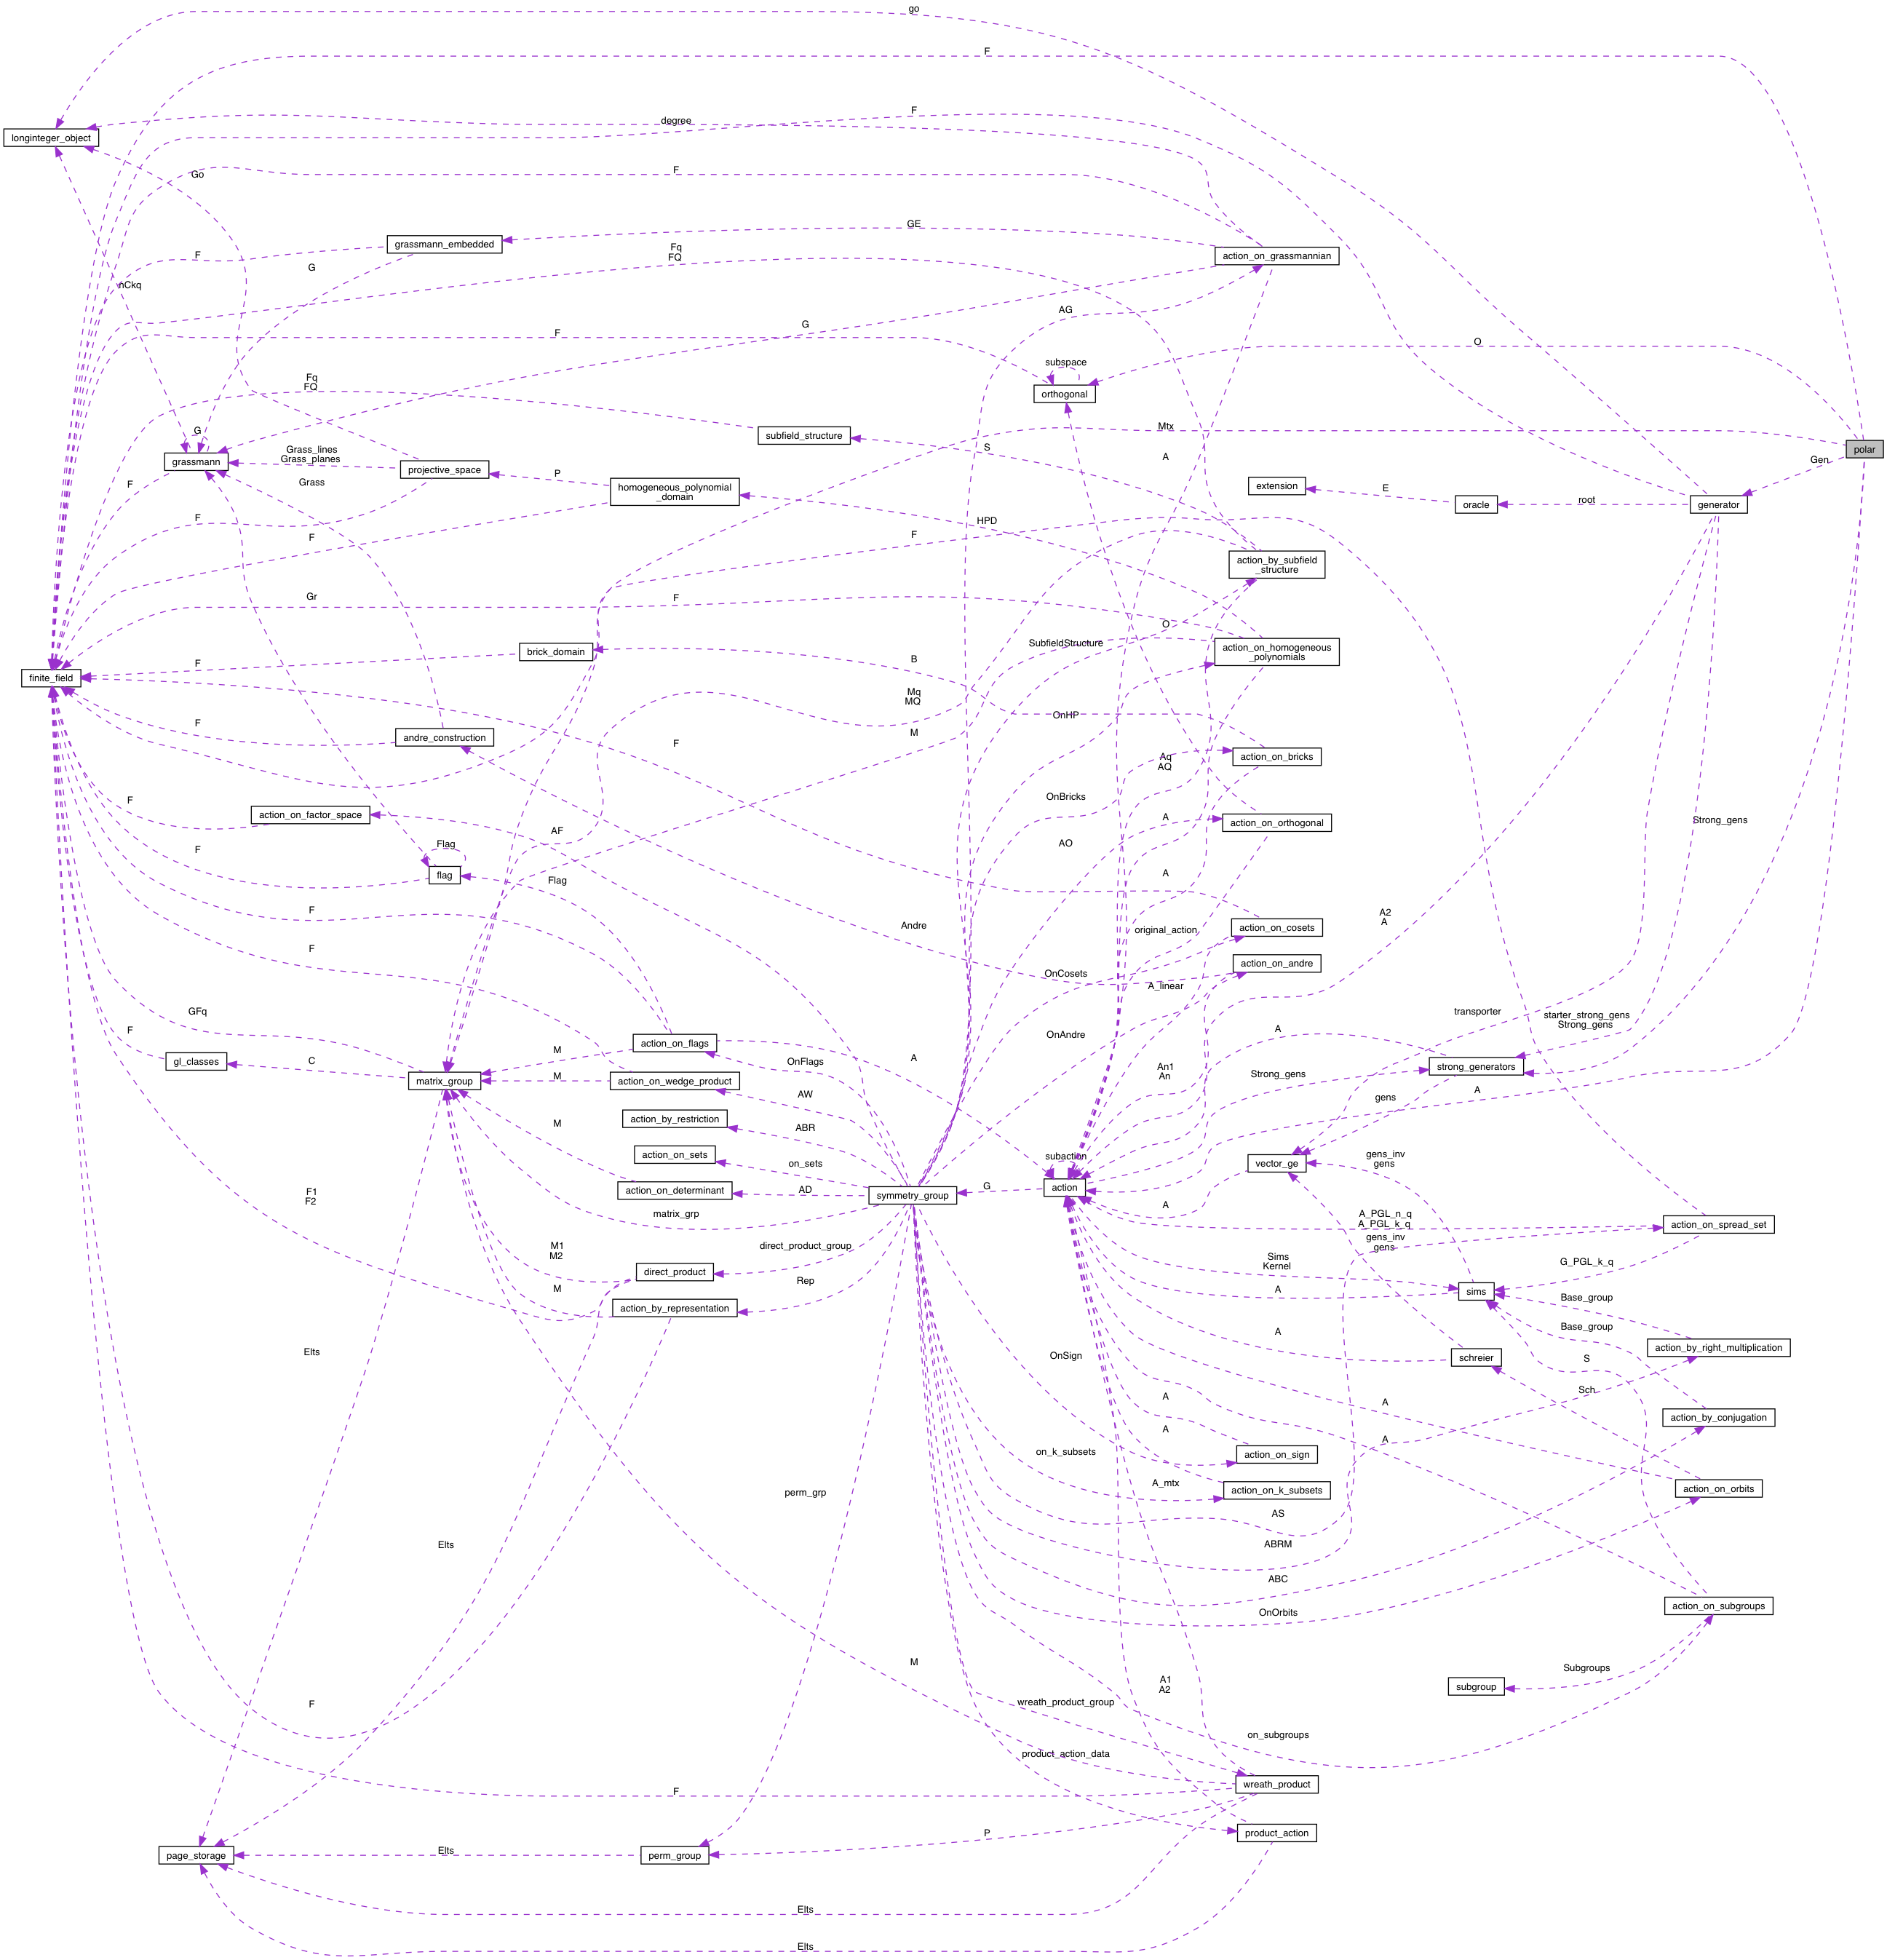 go
F
F
degree
longinteger_object
Go
F
GE
grassmann_embedded
Fq
FQ
action_on_grassmannian
F
G
nCkq
AG
G
F
O
subspace
Fq
FQ
orthogonal
Mtx
G
subfield_structure
S
polar
Grass_lines
Grass_planes
A
Gen
grassmann
projective_space
P
Grass
homogeneous_polynomial
_domain
extension
E
oracle
root
generator
F
F
HPD
F
F
action_by_subfield
_structure
Gr
F
O
SubfieldStructure
action_on_homogeneous
_polynomials
brick_domain
B
F
finite_field
Mq
MQ
OnHP
F
andre_construction
M
F
Aq
AQ
action_on_bricks
OnBricks
F
action_on_factor_space
A
action_on_orthogonal
Strong_gens
AF
Flag
AO
F
flag
Flag
A
F
A2
A
Andre
original_action
action_on_cosets
F
action_on_andre
OnCosets
A_linear
GFq
transporter
starter_strong_gens
Strong_gens
action_on_flags
OnAndre
A
F
gl_classes
C
M
OnFlags
A
An1
An
strong_generators
matrix_group
M
action_on_wedge_product
Strong_gens
AW
gens
A
action_by_restriction
ABR
M
action_on_sets
on_sets
subaction
gens_inv
gens
vector_ge
action_on_determinant
AD
symmetry_group
G
action
F1
F2
matrix_grp
A
A_PGL_n_q
A_PGL_k_q
action_on_spread_set
gens_inv
gens
M1
M2
direct_product_group
Sims
Kernel
G_PGL_k_q
direct_product
Rep
M
A
sims
Base_group
action_by_representation
Base_group
A
Elts
OnSign
schreier
S
action_by_right_multiplication
Sch
A
A
action_by_conjugation
A
A
on_k_subsets
action_on_sign
A_mtx
action_on_k_subsets
action_on_orbits
perm_grp
AS
Elts
ABRM
ABC
OnOrbits
action_on_subgroups
M
Subgroups
A1
A2
subgroup
F
wreath_product_group
on_subgroups
product_action_data
wreath_product
F
P
product_action
page_storage
Elts
perm_group
Elts
Elts